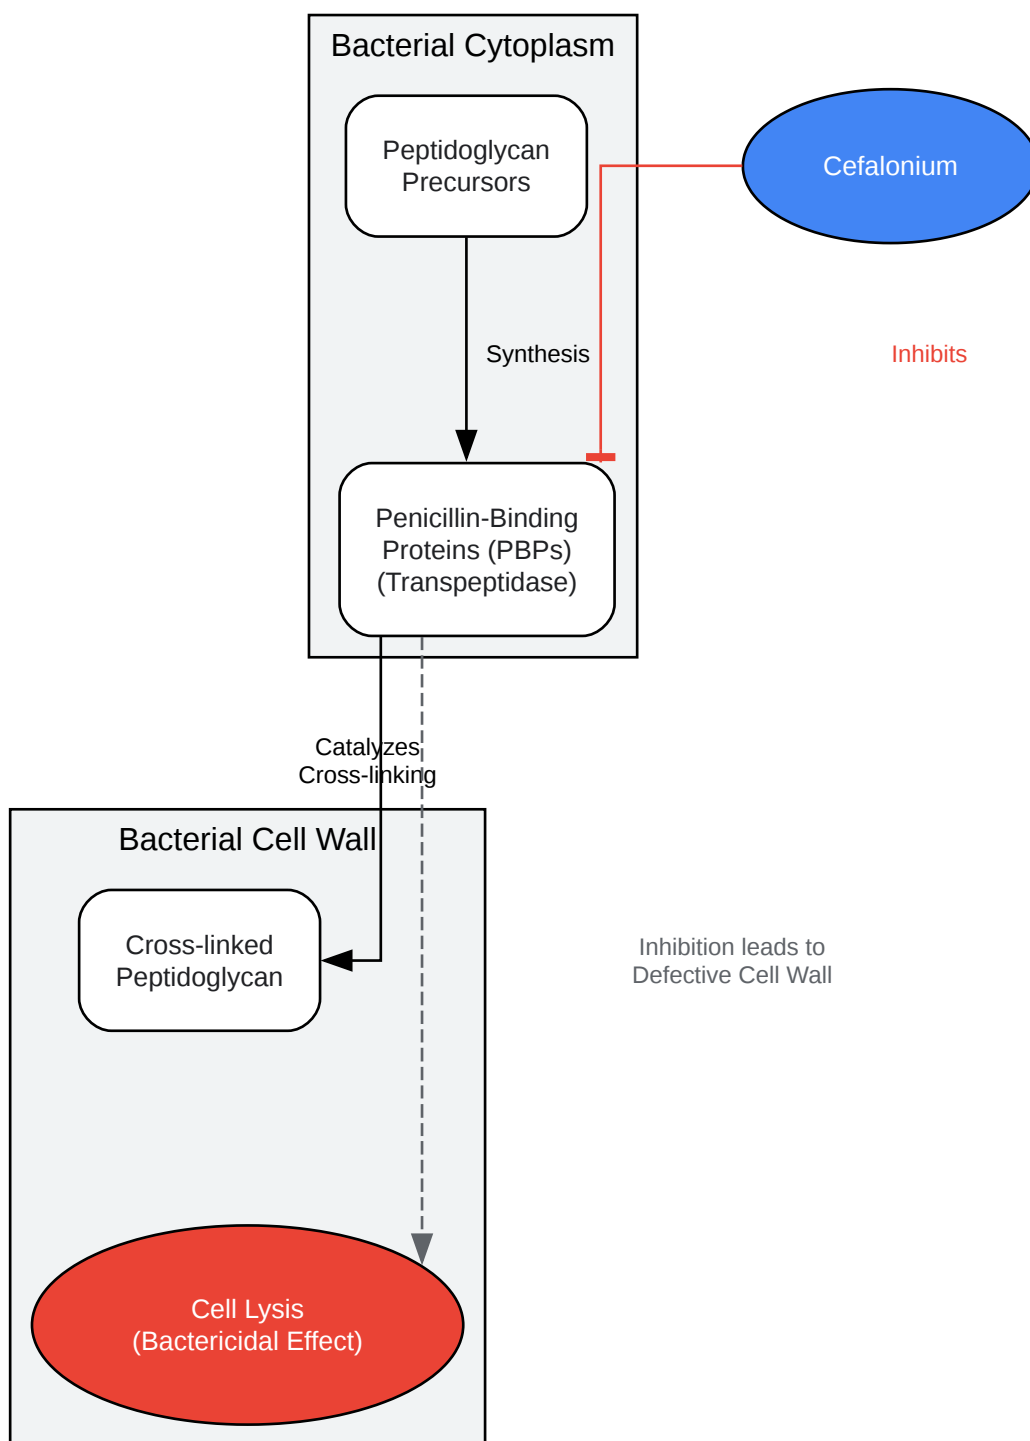 Bacterial Cytoplasm
Peptidoglycan
Precursors
Cefalonium
Synthesis
Inhibits
Penicillin-Binding
Proteins (PBPs)
(Transpeptidase)
Catalyzes
Cross-linking
Bacterial Cell Wall
Cross-linked
Peptidoglycan
Inhibition leads to
Defective Cell Wall
Cell Lysis
(Bactericidal Effect)